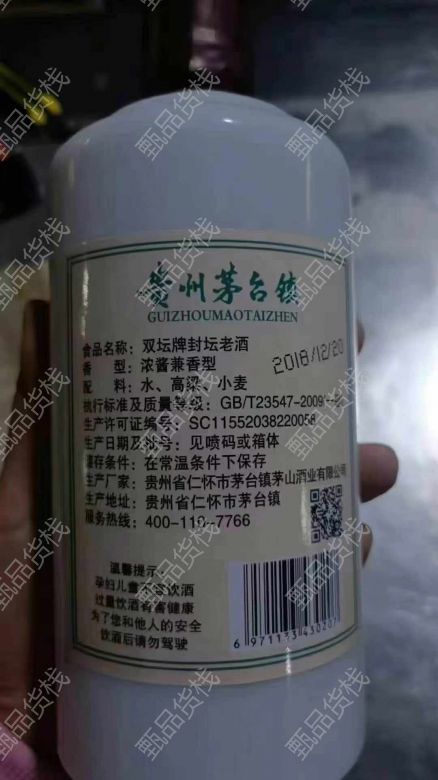 贵州茅台镇
GUIZHOUMAOTAIZHEN
食品名称：双坛牌封坛老酒
香 型：浓酱兼香型
2018/12/20
配 料：水、高粱、小麦
执行标准及质量等级：GB/T23547-2009
生产许可证编号：SC11552038220058
生产日期及批号：见喷码或箱体
储存条件：在常温条件下保存
生产厂家：贵州省仁怀市茅台镇茅山酒业有限公司
生产地址：贵州省仁怀市茅台镇
服务热线：400-110-7766
温馨提示
孕妇儿童 饮酒
过量饮酒有害健康
为了您和他人的安全
饮酒后请勿驾驶
6 971133 430207
甄品货栈